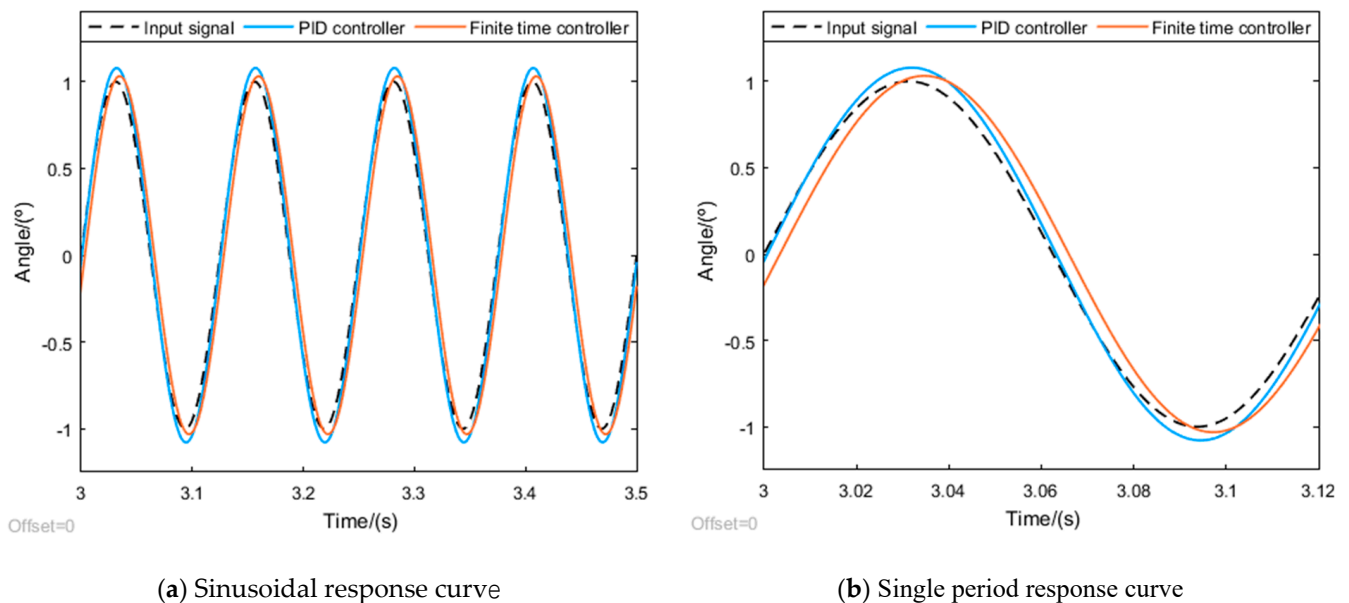 Input signal PID controller Finite time controller
1
0.5
0
-0.5
-1
Angle/(º)
3 3.1 3.2 3.3 3.4 3.5
Time/(s)
Offset=0
(a) Sinusoidal response curve
Input signal PID controller Finite time controller
1
0.5
0
-0.5
-1
Angle/(º)
3 3.02 3.04 3.06 3.08 3.1 3.12
Time/(s)
Offset=0
(b) Single period response curve